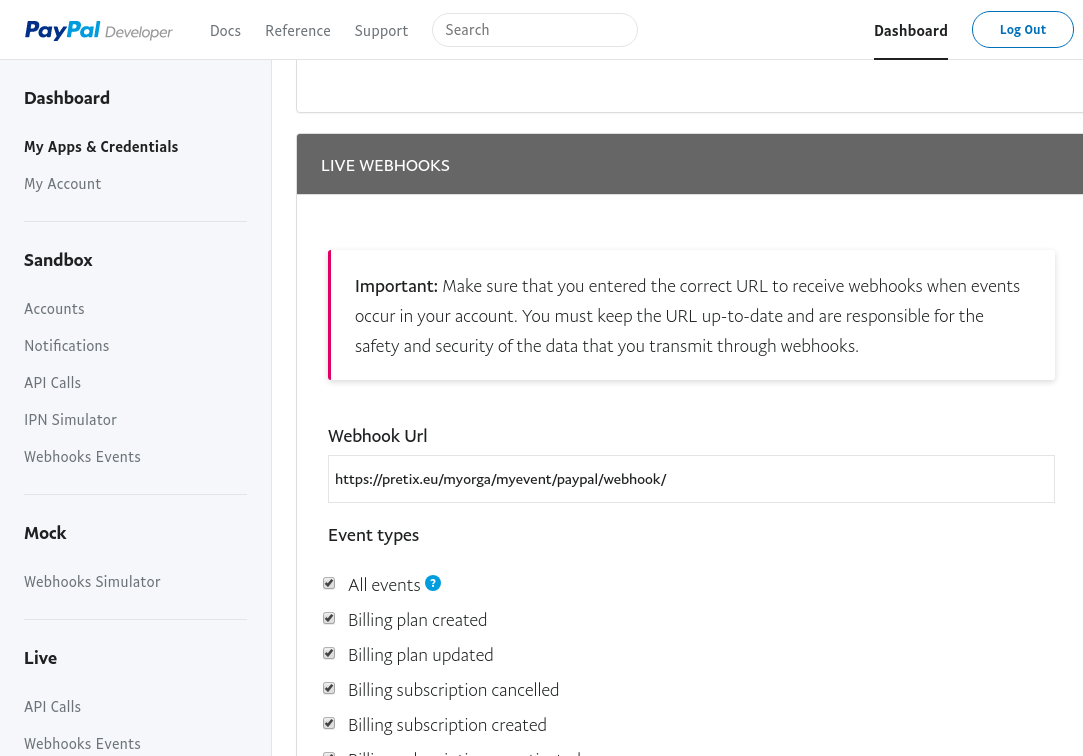 PayPal Developer
Docs
Reference
Support
Search
Dashboard
Log Out
Dashboard
My Apps & Credentials
My Account
Sandbox
Accounts
Notifications
API Calls
IPN Simulator
Webhooks Events
Mock
Webhooks Simulator
Live
API Calls
Webhooks Events
LIVE WEBHOOKS
Important: Make sure that you entered the correct URL to receive webhooks when events
occur in your account. You must keep the URL up-to-date and are responsible for the
safety and security of the data that you transmit through webhooks.
Webhook Url
https://pretix.eu/myorga/myevent/paypal/webhook/
Event types
All events ?
Billing plan created
Billing plan updated
Billing subscription cancelled
Billing subscription created